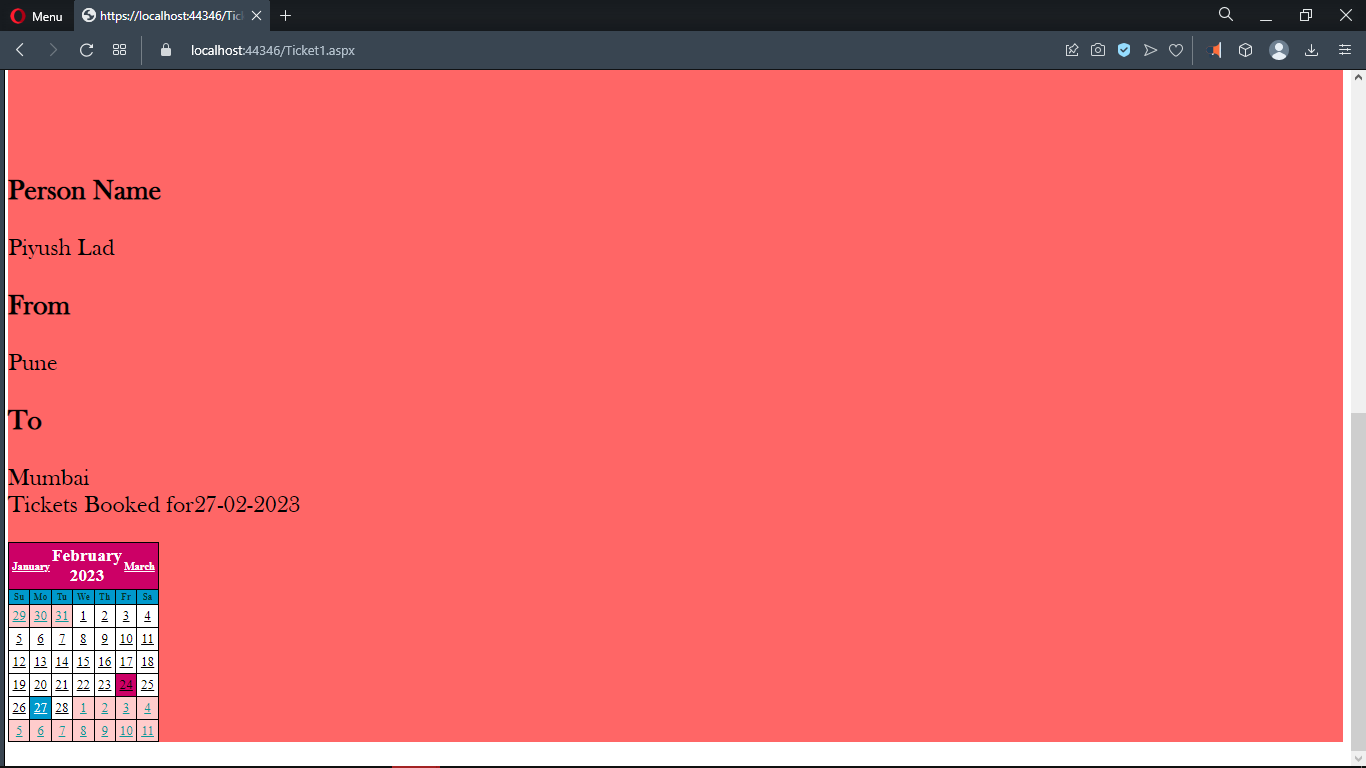 Menu
https://localhost:44346/Tic
localhost:44346/Ticket1.aspx
Person Name
Piyush Lad
From
Pune
To
Mumbai
Tickets Booked for27-02-2023
January February 2023 March
Su Mo Tu We Th Fr Sa
29 30 31 1 2 3 4
5 6 7 8 9 10 11
12 13 14 15 16 17 18
19 20 21 22 23 24 25
26 27 28 1 2 3 4
5 6 7 8 9 10 11